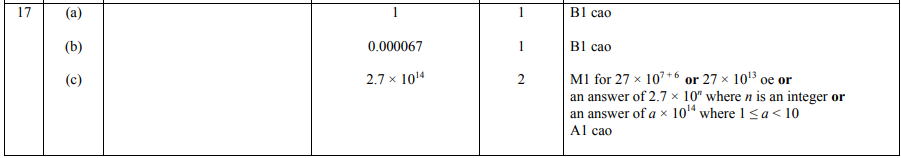 17 (a) 1 1 B1 cao
(b) 0.000067 1 B1 cao
(c) 2.7 × 10¹⁴ 2 M1 for 27 × 10⁷⁺⁶ or 27 × 10¹³ oe or
an answer of 2.7 × 10ⁿ where n is an integer or
an answer of a × 10¹⁴ where 1 ≤ a < 10
A1 cao